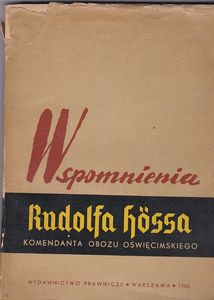 Wspomnienia
Rudolfa Hössa
KOMENDANTA OBOZU OŚWIĘCIMSKIEGO
WYDAWNICTWO PRAWNICZE • WARSZAWA • 1965